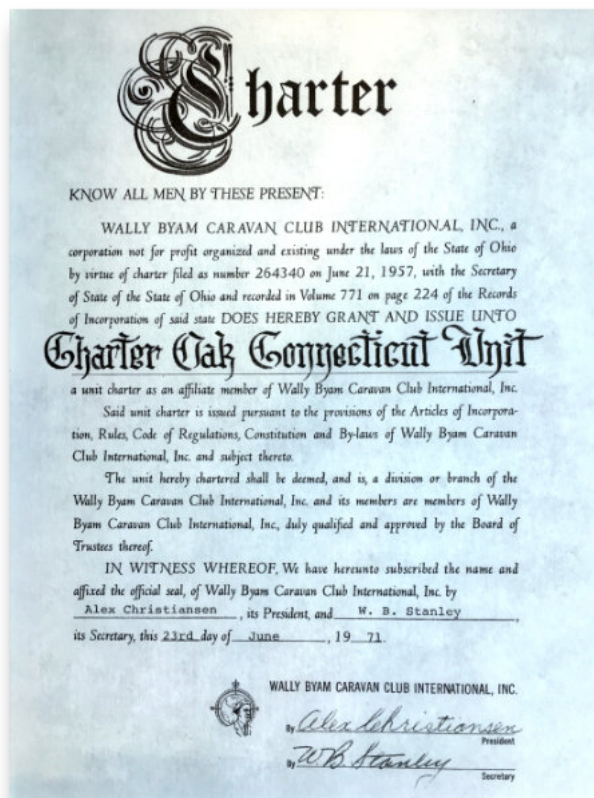 Charter
KNOW ALL MEN BY THESE PRESENT:
WALLY BYAM CARAVAN CLUB INTERNATIONAL, INC., a
corporation not for profit organized and existing under the laws of the State of Ohio
by virtue of charter filed as number 264340 on June 21, 1957, with the Secretary
of State of the State of Ohio and recorded in Volume 771 on page 224 of the Records
of Incorporation of said state DOES HEREBY GRANT AND ISSUE UNTO
Charter Oak Connecticut Unit
a unit charter as an affiliate member of Wally Byam Caravan Club International, Inc.
Said unit charter is issued pursuant to the provisions of the Articles of Incorpora-
tion, Rules, Code of Regulations, Constitution and By-laws of Wally Byam Caravan
Club International, Inc. and subject thereto.
The unit hereby chartered shall be deemed, and is, a division or branch of the
Wally Byam Caravan Club International, Inc. and its members are members of Wally
Byam Caravan Club International, Inc., duly qualified and approved by the Board of
Trustees thereof.
IN WITNESS WHEREOF, We have hereunto subscribed the name and
affixed the official seal, of Wally Byam Caravan Club International, Inc. by
Alex Christiansen, its President, and W. B. Stanley,
its Secretary, this 23rd day of June, 19 71.
WALLY BYAM CARAVAN CLUB INTERNATIONAL, INC.
By Alex Christiansen
President
By W B Stanley
Secretary